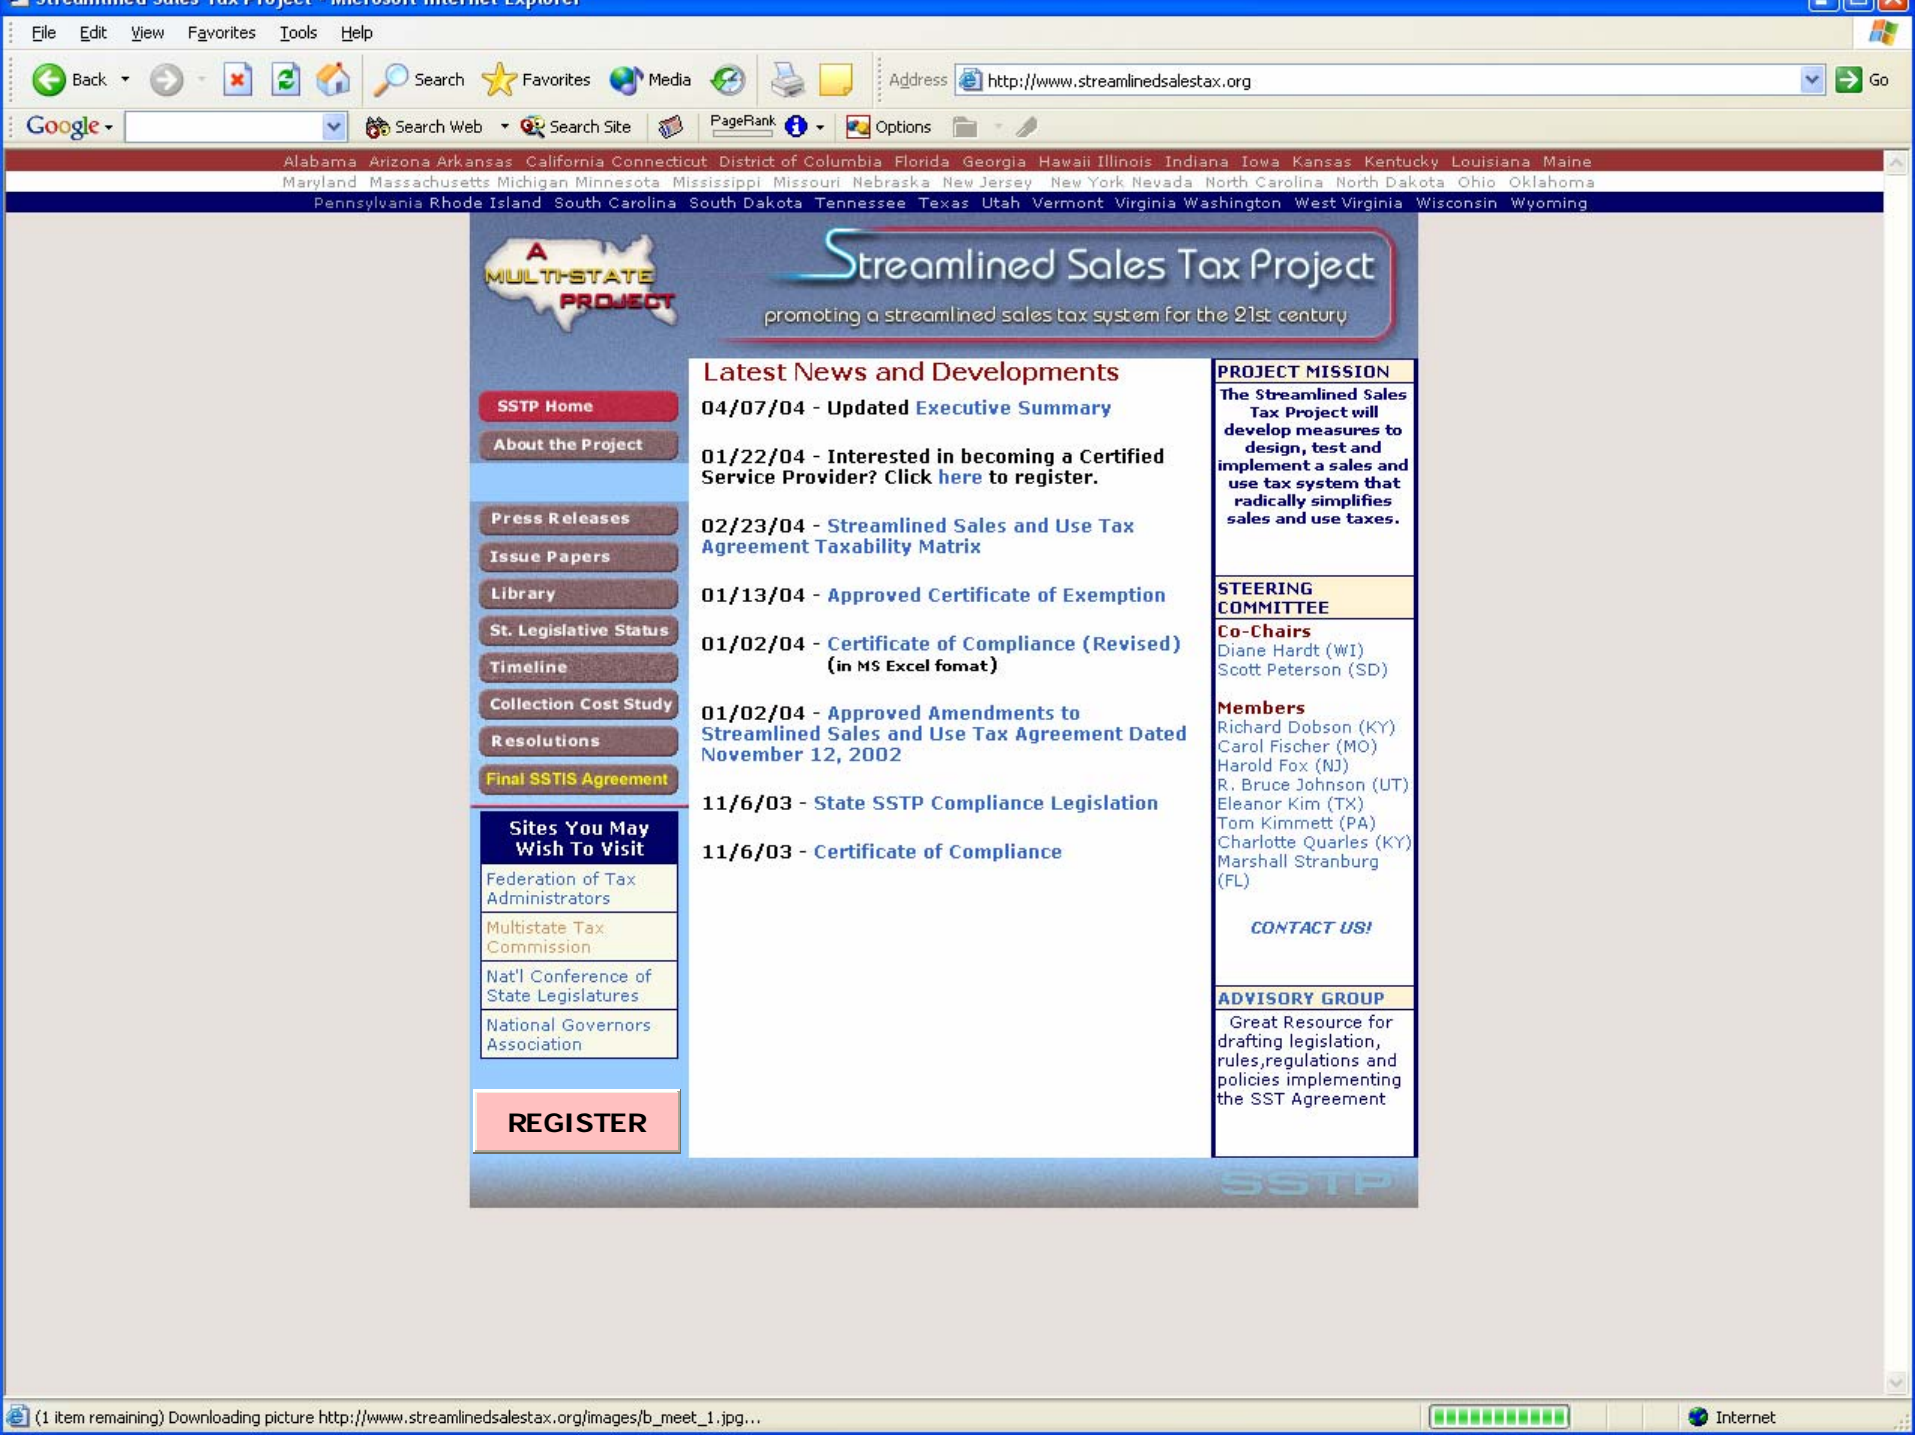 Streamlined Sales Tax Project - Microsoft Internet Explorer
File Edit View Favorites Tools Help
Back Search Favorites Media Address http://www.streamlinedsalestax.org Go
Google Search Web Search Site PageRank Options
Alabama Arizona Arkansas California Connecticut District of Columbia Florida Georgia Hawaii Illinois Indiana Iowa Kansas Kentucky Louisiana Maine
Maryland Massachusetts Michigan Minnesota Mississippi Missouri Nebraska New Jersey New York Nevada North Carolina North Dakota Ohio Oklahoma
Pennsylvania Rhode Island South Carolina South Dakota Tennessee Texas Utah Vermont Virginia Washington West Virginia Wisconsin Wyoming
A
MULTI-STATE
PROJECT
Streamlined Sales Tax Project
promoting a streamlined sales tax system for the 21st century
SSTP Home
About the Project
Press Releases
Issue Papers
Library
St. Legislative Status
Timeline
Collection Cost Study
Resolutions
Final SSTIS Agreement
Sites You May
Wish To Visit
Federation of Tax
Administrators
Multistate Tax
Commission
Nat'l Conference of
State Legislatures
National Governors
Association
REGISTER
Latest News and Developments
04/07/04 - Updated Executive Summary
01/22/04 - Interested in becoming a Certified
Service Provider? Click here to register.
02/23/04 - Streamlined Sales and Use Tax
Agreement Taxability Matrix
01/13/04 - Approved Certificate of Exemption
01/02/04 - Certificate of Compliance (Revised)
(in MS Excel fomat)
01/02/04 - Approved Amendments to
Streamlined Sales and Use Tax Agreement Dated
November 12, 2002
11/6/03 - State SSTP Compliance Legislation
11/6/03 - Certificate of Compliance
PROJECT MISSION
The Streamlined Sales
Tax Project will
develop measures to
design, test and
implement a sales and
use tax system that
radically simplifies
sales and use taxes.
STEERING
COMMITTEE
Co-Chairs
Diane Hardt (WI)
Scott Peterson (SD)
Members
Richard Dobson (KY)
Carol Fischer (MO)
Harold Fox (NJ)
R. Bruce Johnson (UT)
Eleanor Kim (TX)
Tom Kimmett (PA)
Charlotte Quarles (KY)
Marshall Stranburg
(FL)
CONTACT US!
ADVISORY GROUP
Great Resource for
drafting legislation,
rules,regulations and
policies implementing
the SST Agreement
SSTP
(1 item remaining) Downloading picture http://www.streamlinedsalestax.org/images/b_meet_1.jpg...
Internet